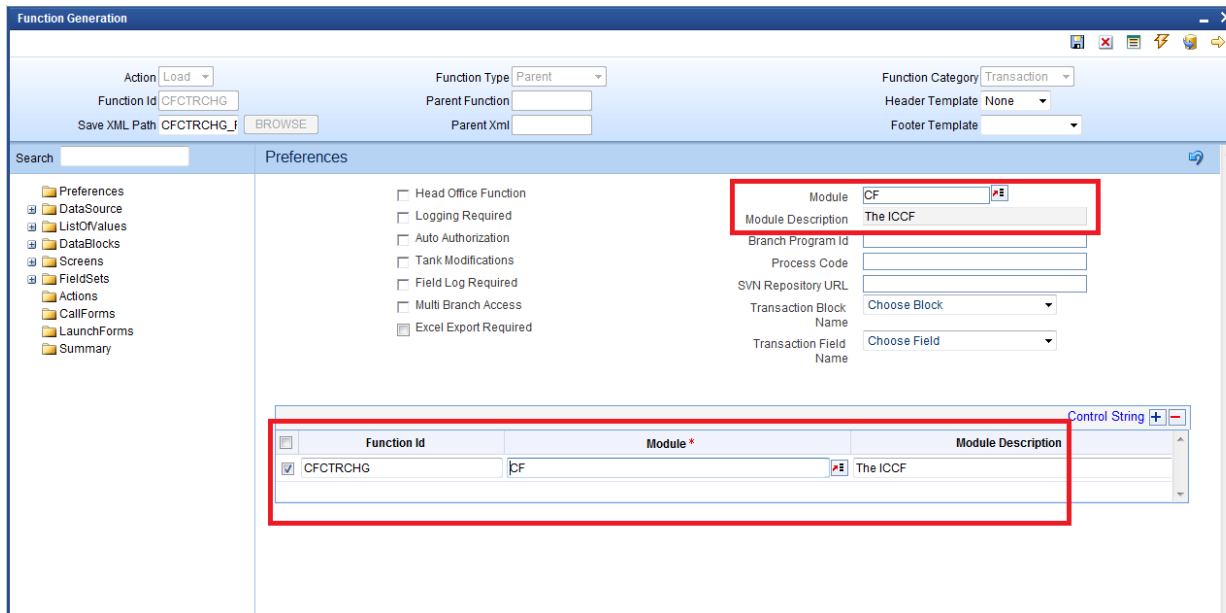 Function Generation
Action Load Function Type Parent Function Category Transaction
Function Id CFCTRCHG Parent Function Header Template None
Save XML Path CFCTRCHG_ BROWSE Parent Xml Footer Template
Search Preferences
Preferences
DataSource
ListOfValues
DataBlocks
Screens
FieldSets
Actions
CallForms
LaunchForms
Summary
Head Office Function
Logging Required
Auto Authorization
Tank Modifications
Field Log Required
Multi Branch Access
Excel Export Required
Module CF
Module Description The ICCF
Branch Program Id
Process Code
SVN Repository URL
Transaction Block Name Choose Block
Transaction Field Name Choose Field
Control String
Function Id Module * Module Description
CFCTRCHG CF The ICCF